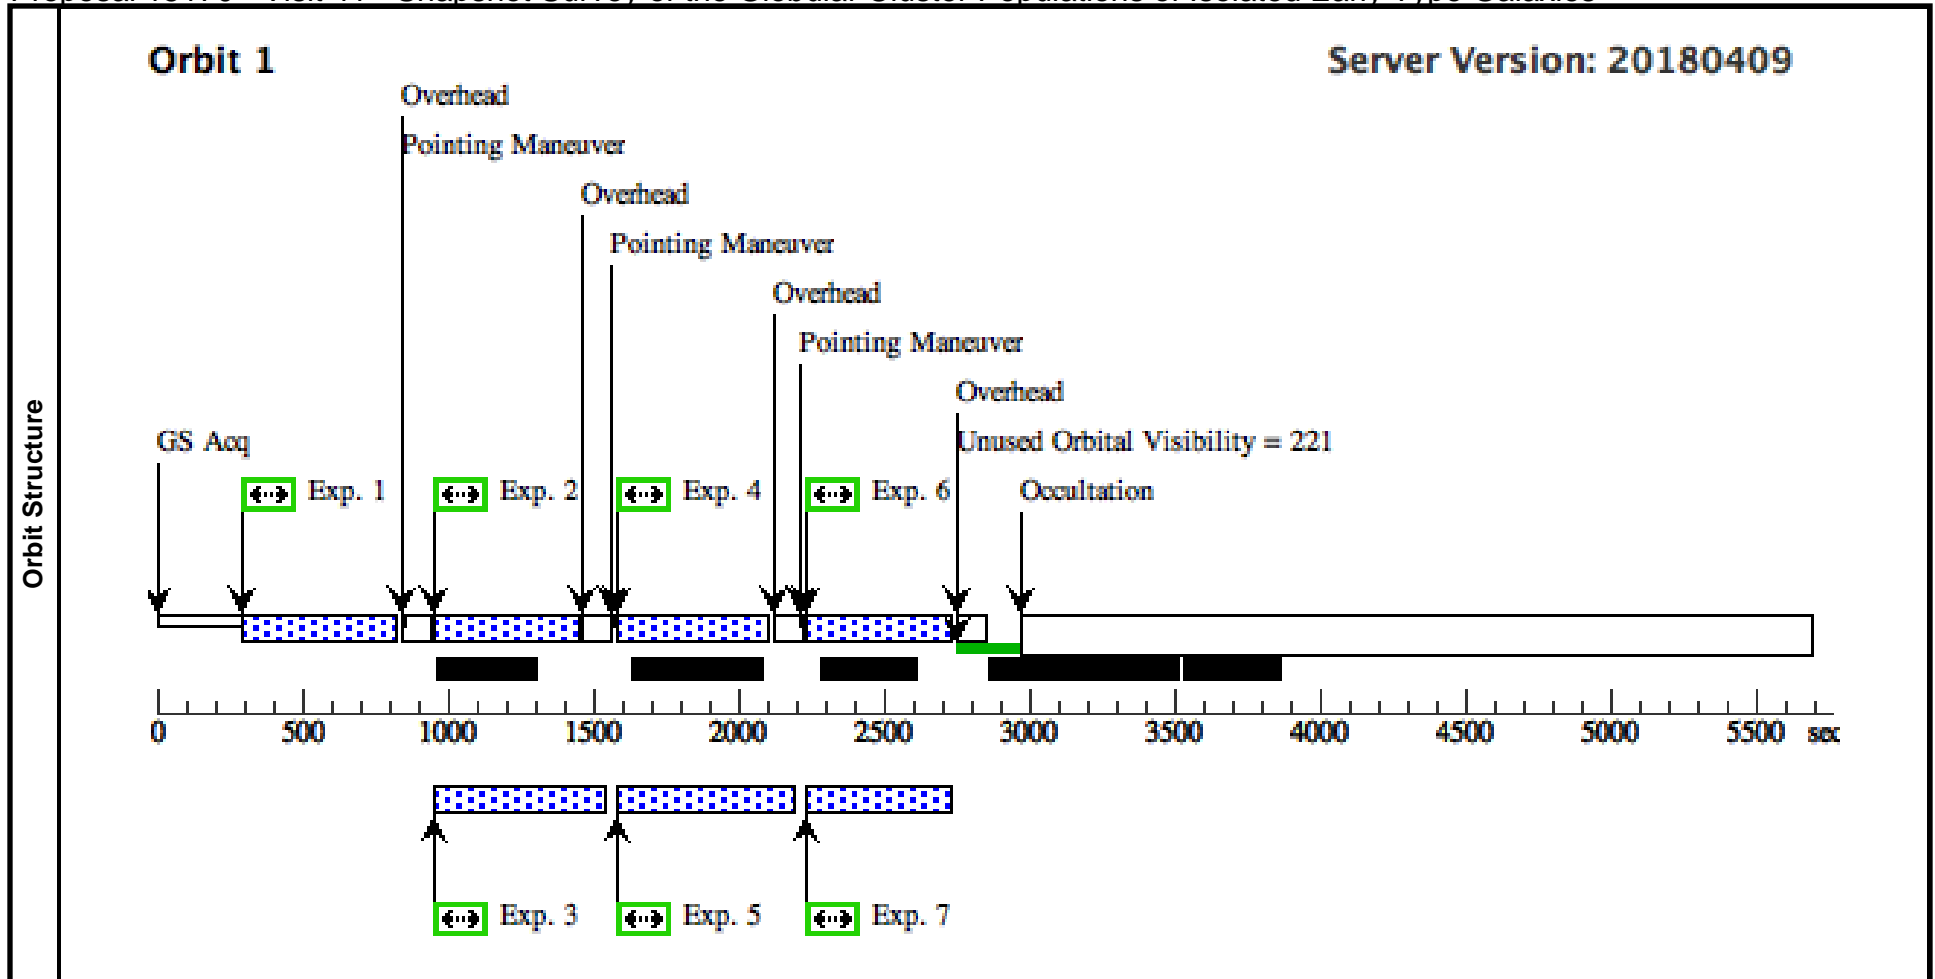 Orbit 1
Server Version: 20180409
Overhead
Pointing Maneuver
Overhead
Pointing Maneuver
Overhead
Pointing Maneuver
Overhead
GS Acq
Unused Orbital Visibility = 221
Exp. 1
Exp. 2
Exp. 4
Exp. 6
Occultation
Orbit Structure
0 500 1000 1500 2000 2500 3000 3500 4000 4500 5000 5500 sec
Exp. 3
Exp. 5
Exp. 7